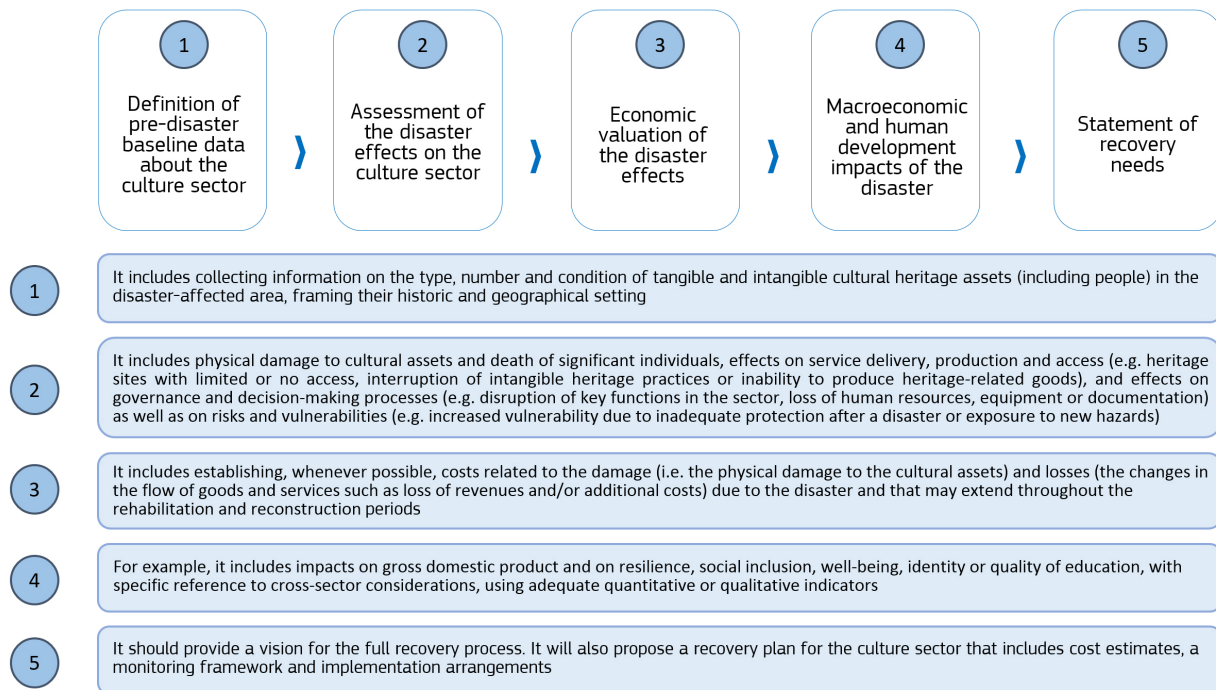 1
Definition of
pre-disaster
baseline data
about the
culture sector
2
Assessment of
the disaster
effects on the
culture sector
3
Economic
valuation of
the disaster
effects
4
Macroeconomic
and human
development
impacts of the
disaster
5
Statement of
recovery
needs
1
It includes collecting information on the type, number and condition of tangible and intangible cultural heritage assets (including people) in the
disaster-affected area, framing their historic and geographical setting
2
It includes physical damage to cultural assets and death of significant individuals, effects on service delivery, production and access (e.g. heritage
sites with limited or no access, interruption of intangible heritage practices or inability to produce heritage-related goods), and effects on
governance and decision-making processes (e.g. disruption of key functions in the sector, loss of human resources, equipment or documentation)
as well as on risks and vulnerabilities (e.g. increased vulnerability due to inadequate protection after a disaster or exposure to new hazards)
3
It includes establishing, whenever possible, costs related to the damage (i.e. the physical damage to the cultural assets) and losses (the changes in
the flow of goods and services such as loss of revenues and/or additional costs) due to the disaster and that may extend throughout the
rehabilitation and reconstruction periods
4
For example, it includes impacts on gross domestic product and on resilience, social inclusion, well-being, identity or quality of education, with
specific reference to cross-sector considerations, using adequate quantitative or qualitative indicators
5
It should provide a vision for the full recovery process. It will also propose a recovery plan for the culture sector that includes cost estimates, a
monitoring framework and implementation arrangements